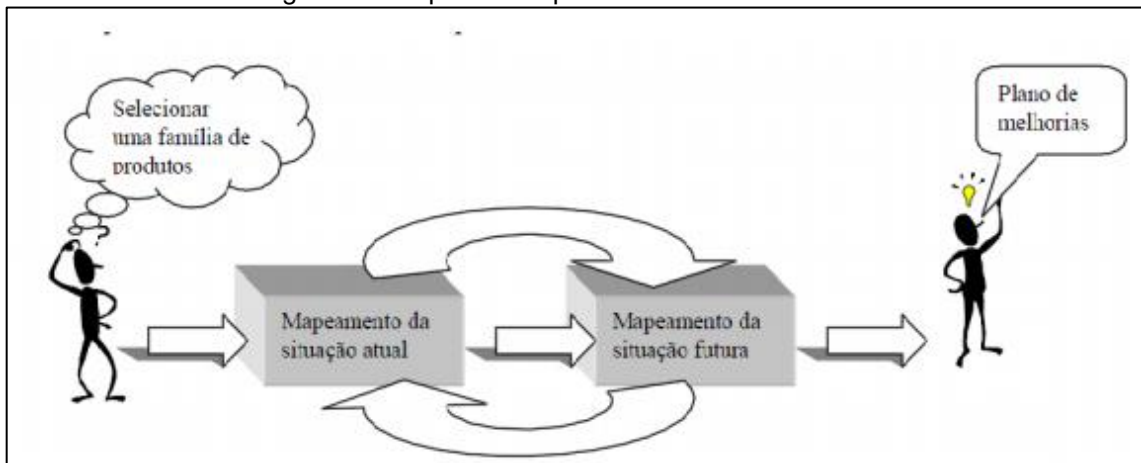 Selecionar
uma família de
produtos
Plano de
melhorias
?
Mapeamento da
situação atual
Mapeamento da
situação futura